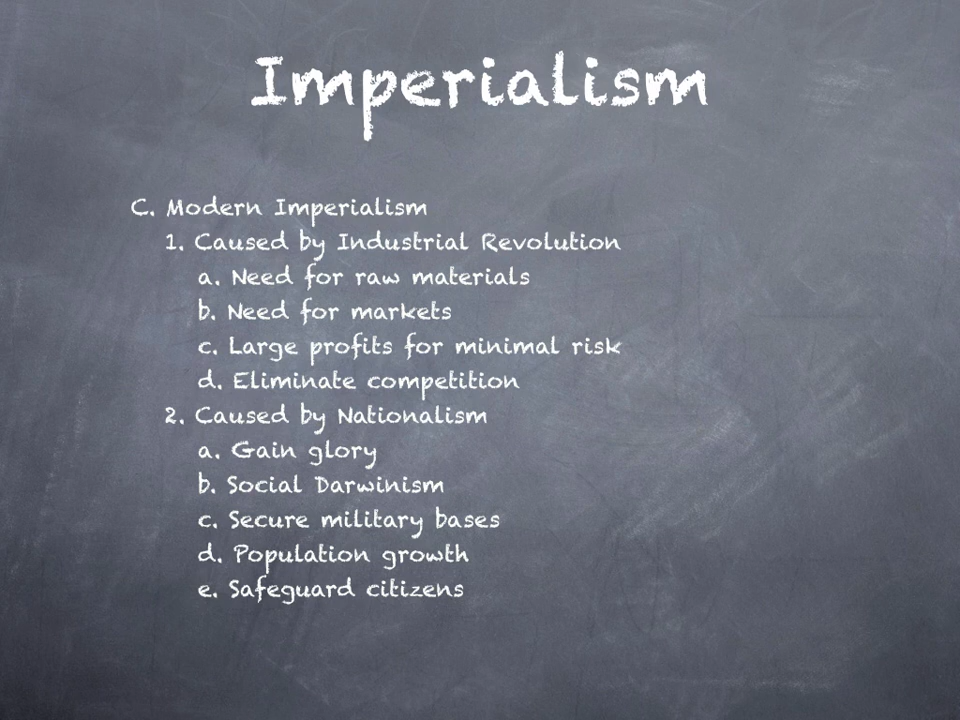 Imperialism
C. Modern Imperialism
1. Caused by Industrial Revolution
a. Need for raw materials
b. Need for markets
c. Large profits for minimal risk
d. Eliminate competition
2. Caused by Nationalism
a. Gain glory
b. Social Darwinism
c. Secure military bases
d. Population growth
e. Safeguard citizens